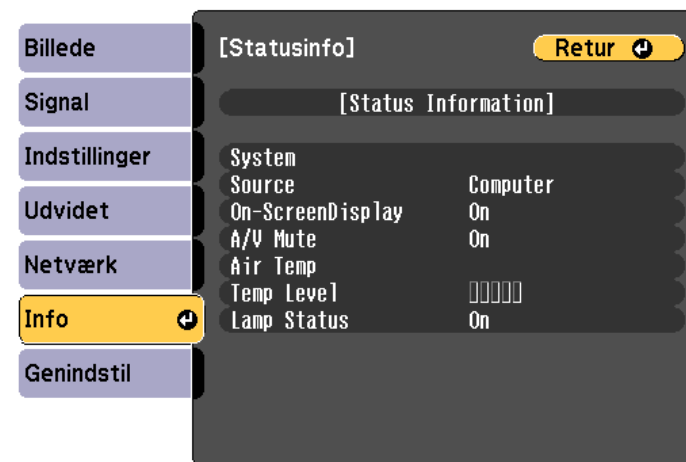 Billede
Signal
Indstillinger
Udvidet
Netværk
Info
Genindstil
[Statusinfo]
Retur
[Status Information]
System
Source Computer
On-ScreenDisplay On
A/V Mute On
Air Temp
Temp Level
Lamp Status On